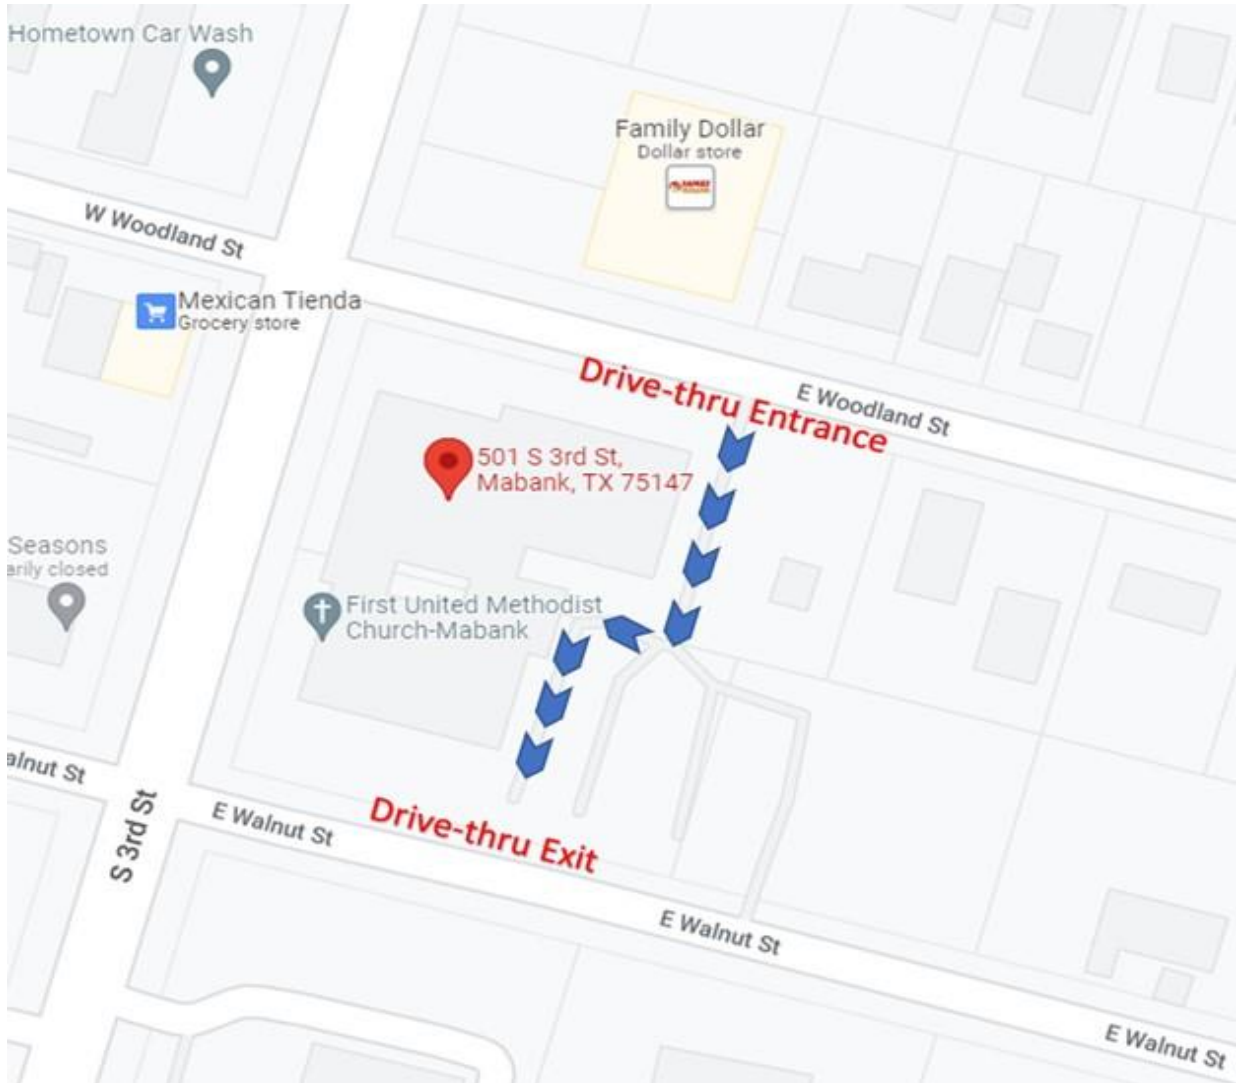 Hometown Car Wash
Family Dollar
Dollar store
W Woodland St
Mexican Tienda
Grocery store
Drive-thru Entrance
E Woodland St
501 S 3rd St,
Mabank, TX 75147
Seasons
arily closed
First United Methodist
Church-Mabank
alnut St
S 3rd St
E Walnut St
Drive-thru Exit
E Walnut St
E Walnut St